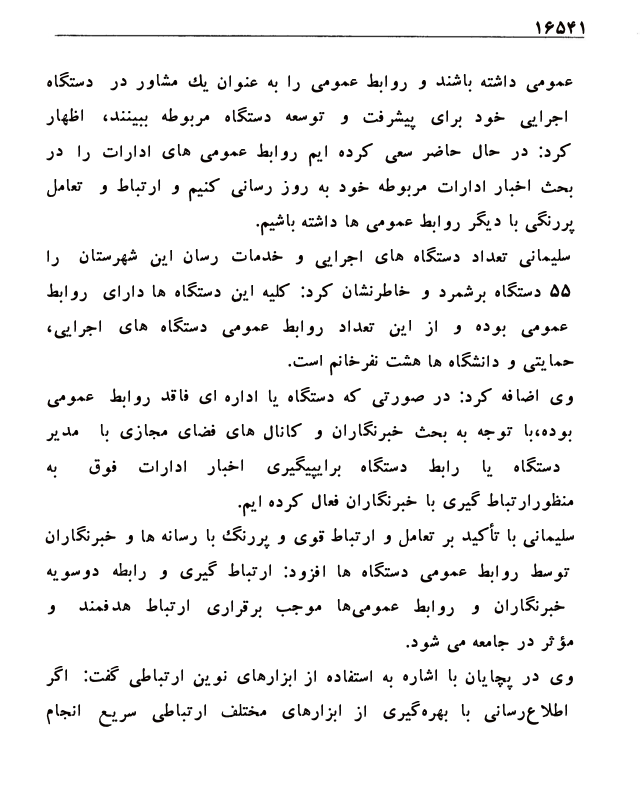 ۱۶۵۴۱
عمومی داشته باشند و روابط عمومی را به عنوان یك مشاور در دستگاه
اجرایی خود برای پیشرفت و توسعه دستگاه مربوطه ببینند، اظهار
کرد: در حال حاضر سعی کرده ایم روابط عمومی های ادارات را در
بحث اخبار ادارات مربوطه خود به روز رسانی کنیم و ارتباط و تعامل
پررنگی با دیگر روابط عمومی ها داشته باشیم.
سلیمانی تعداد دستگاه های اجرایی و خدمات رسان این شهرستان را
۵۵ دستگاه برشمرد و خاطرنشان کرد: کلیه این دستگاه ها دارای روابط
عمومی بوده و از این تعداد روابط عمومی دستگاه های اجرایی،
حمایتی و دانشگاه ها هشت نفرخانم است.
وی اضافه کرد: در صورتی که دستگاه یا اداره ای فاقد روابط عمومی
بوده،با توجه به بحث خبرنگاران و کانال های فضای مجازی با مدیر
دستگاه یا رابط دستگاه برایپیگیری اخبار ادارات فوق به
منظورارتباط گیری با خبرنگاران فعال کرده ایم.
سلیمانی با تأکید بر تعامل و ارتباط قوی و پررنگ با رسانه ها و خبرنگاران
توسط روابط عمومی دستگاه ها افزود: ارتباط گیری و رابطه دوسویه
خبرنگاران و روابط عمومی‌ها موجب برقراری ارتباط هدفمند و
مؤثر در جامعه می شود.
وی در پچایان با اشاره به استفاده از ابزارهای نوین ارتباطی گفت: اگر
اطلاع‌رسانی با بهره‌گیری از ابزارهای مختلف ارتباطی سریع انجام